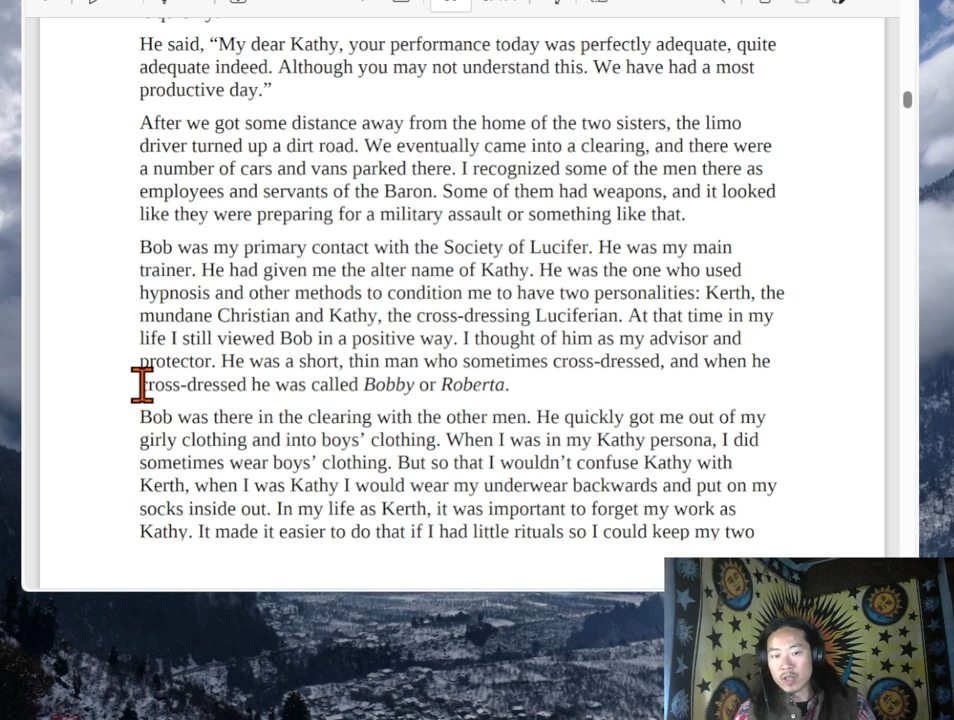 He said, “My dear Kathy, your performance today was perfectly adequate, quite
adequate indeed. Although you may not understand this. We have had a most
productive day.”
After we got some distance away from the home of the two sisters, the limo
driver turned up a dirt road. We eventually came into a clearing, and there were
a number of cars and vans parked there. I recognized some of the men there as
employees and servants of the Baron. Some of them had weapons, and it looked
like they were preparing for a military assault or something like that.
Bob was my primary contact with the Society of Lucifer. He was my main
trainer. He had given me the alter name of Kathy. He was the one who used
hypnosis and other methods to condition me to have two personalities: Kerth, the
mundane Christian and Kathy, the cross-dressing Luciferian. At that time in my
life I still viewed Bob in a positive way. I thought of him as my advisor and
protector. He was a short, thin man who sometimes cross-dressed, and when he
cross-dressed he was called Bobby or Roberta.
Bob was there in the clearing with the other men. He quickly got me out of my
girly clothing and into boys’ clothing. When I was in my Kathy persona, I did
sometimes wear boys’ clothing. But so that I wouldn’t confuse Kathy with
Kerth, when I was Kathy I would wear my underwear backwards and put on my
socks inside out. In my life as Kerth, it was important to forget my work as
Kathy. It made it easier to do that if I had little rituals so I could keep my two